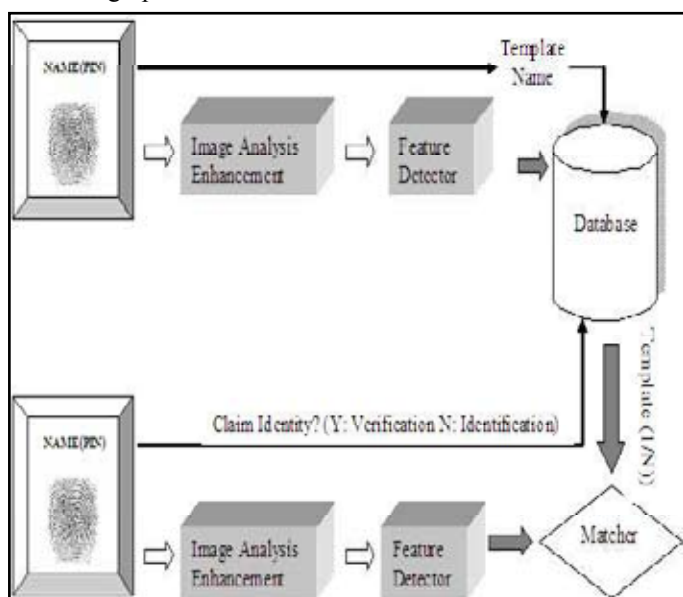 NAME(PIN)
Template
Name
Image Analysis
Enhancement
Feature
Detector
Database
Template (1/N))
Claim Identity? (Y: Verification N: Identification)
NAME(PIN)
Image Analysis
Enhancement
Feature
Detector
Matcher